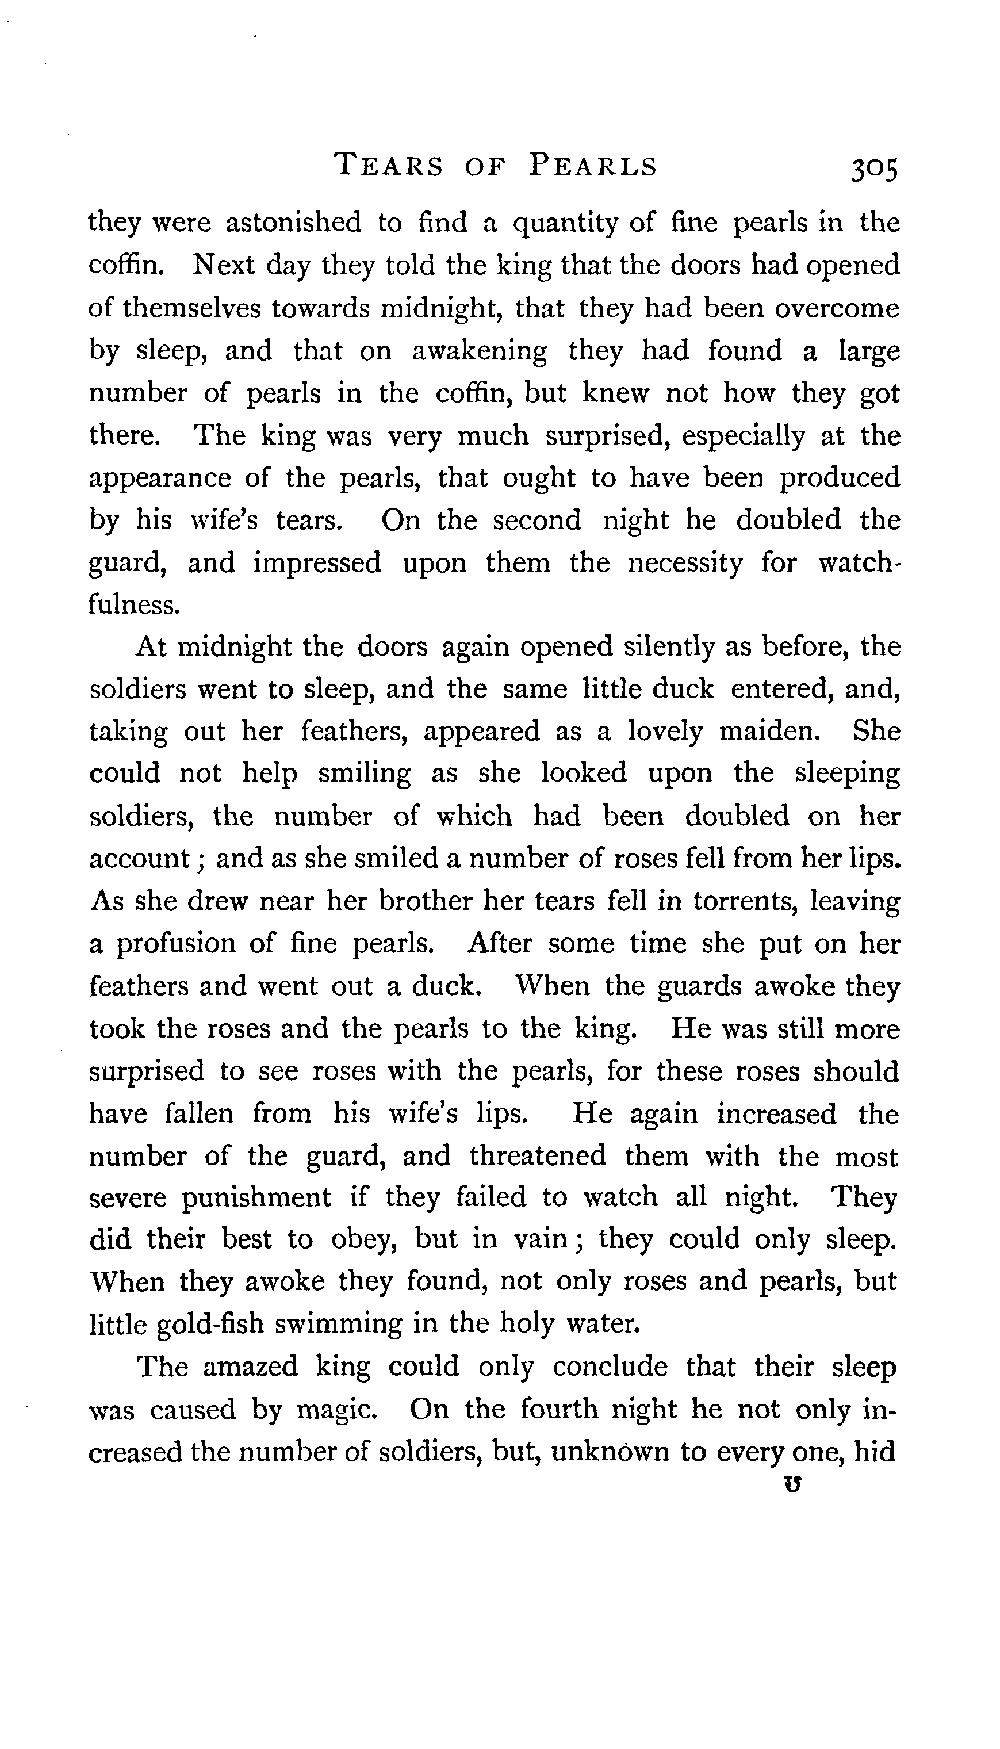 TEARS OF PEARLS 305
they were astonished to find a quantity of fine pearls in the
coffin. Next day they told the king that the doors had opened
of themselves towards midnight, that they had been overcome
by sleep, and that on awakening they had found a large
number of pearls in the coffin, but knew not how they got
there. The king was very much surprised, especially at the
appearance of the pearls, that ought to have been produced
by his wife's tears. On the second night he doubled the
guard, and impressed upon them the necessity for watch-
fulness.
At midnight the doors again opened silently as before, the
soldiers went to sleep, and the same little duck entered, and,
taking out her feathers, appeared as a lovely maiden. She
could not help smiling as she looked upon the sleeping
soldiers, the number of which had been doubled on her
account; and as she smiled a number of roses fell from her lips.
As she drew near her brother her tears fell in torrents, leaving
a profusion of fine pearls. After some time she put on her
feathers and went out a duck. When the guards awoke they
took the roses and the pearls to the king. He was still more
surprised to see roses with the pearls, for these roses should
have fallen from his wife's lips. He again increased the
number of the guard, and threatened them with the most
severe punishment if they failed to watch all night. They
did their best to obey, but in vain; they could only sleep.
When they awoke they found, not only roses and pearls, but
little gold-fish swimming in the holy water.
The amazed king could only conclude that their sleep
was caused by magic. On the fourth night he not only in-
creased the number of soldiers, but, unknown to every one, hid
U